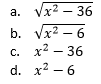 a. √x² − 36
b. √x² − 6
c. x² − 36
d. x² − 6